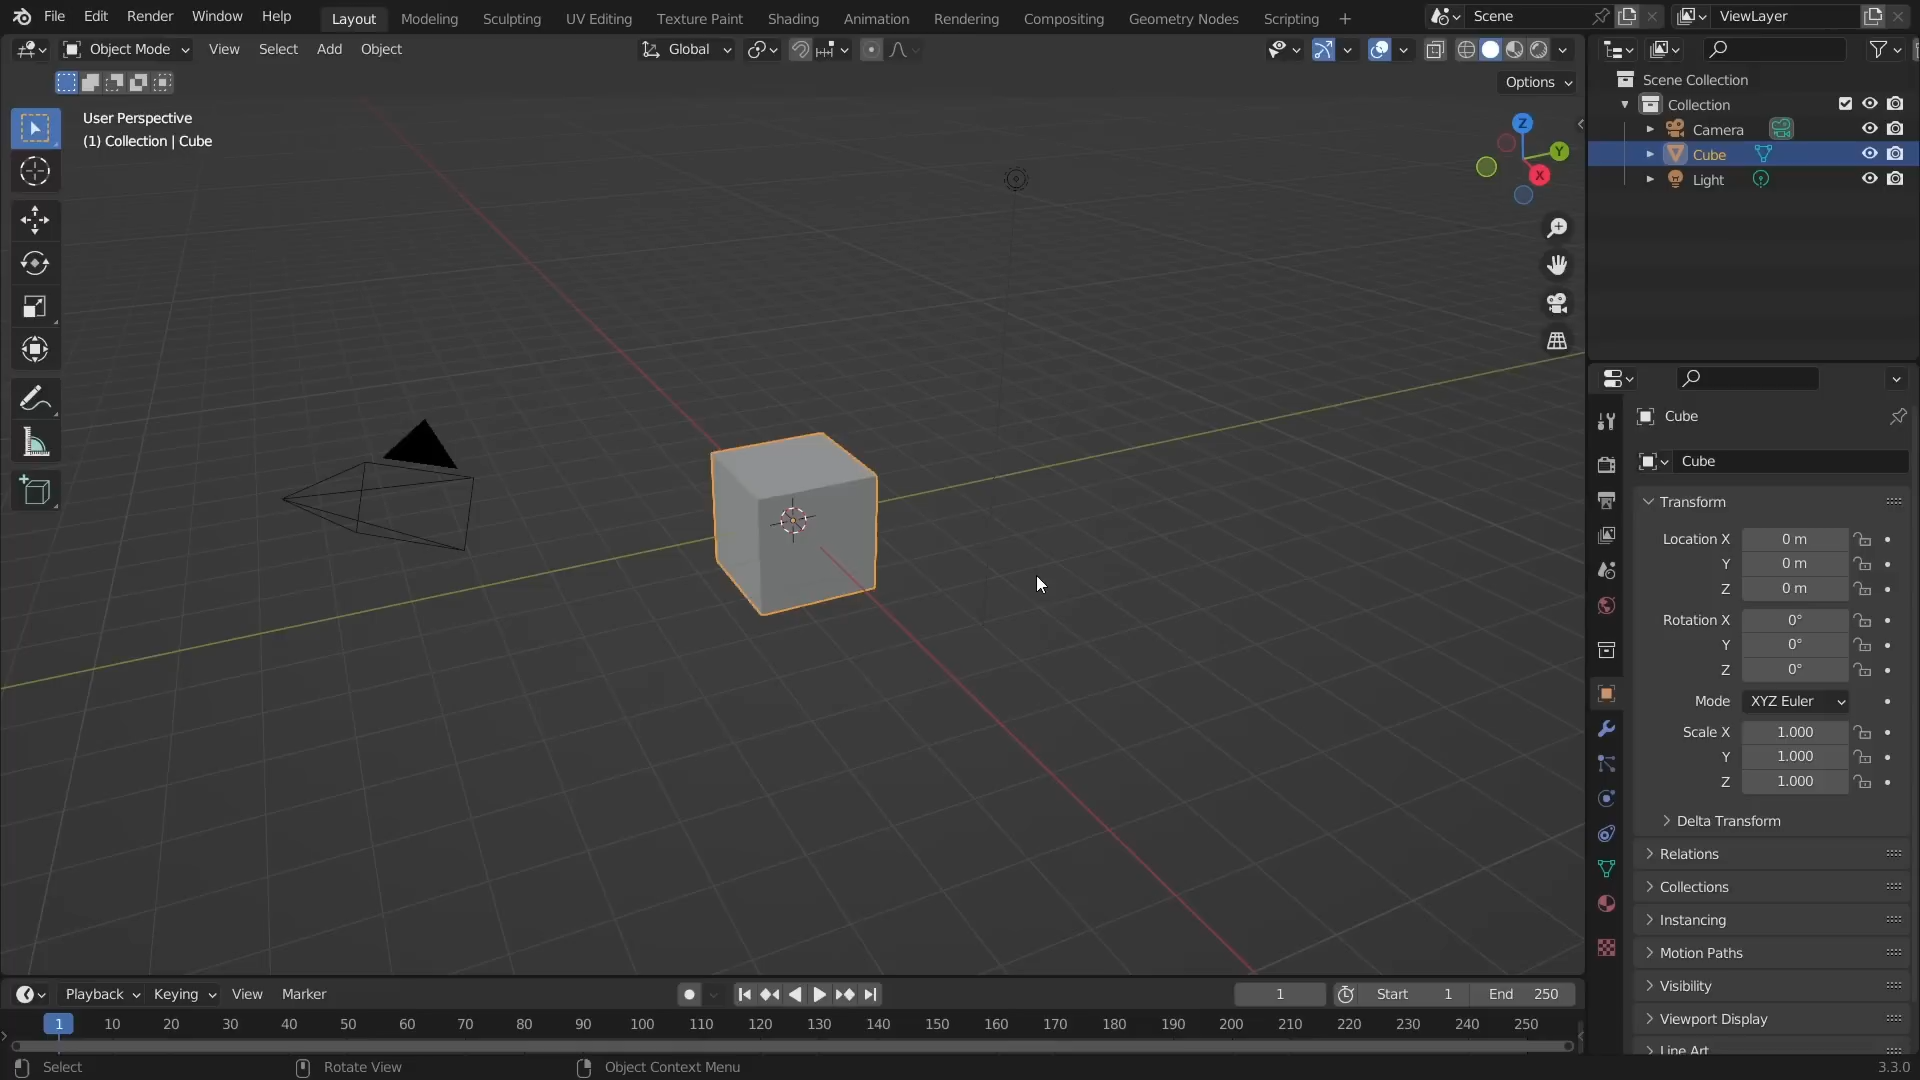 File Edit Render Window Help Layout Modeling Sculpting UV Editing Texture Paint Shading Animation Rendering Compositing Geometry Nodes Scripting + Scene ViewLayer
Object Mode View Select Add Object Global
Options
User Perspective
(1) Collection | Cube
Z
Y
X
Scene Collection
Collection
Camera
Cube
Light
Cube
Cube
Transform
Location X 0 m
Y 0 m
Z 0 m
Rotation X 0°
Y 0°
Z 0°
Mode XYZ Euler
Scale X 1.000
Y 1.000
Z 1.000
Delta Transform
Relations
Collections
Instancing
Motion Paths
Visibility
Viewport Display
Line Art
Playback Keying View Marker 1 Start 1 End 250
1 10 20 30 40 50 60 70 80 90 100 110 120 130 140 150 160 170 180 190 200 210 220 230 240 250
Select Rotate View Object Context Menu 3.3.0